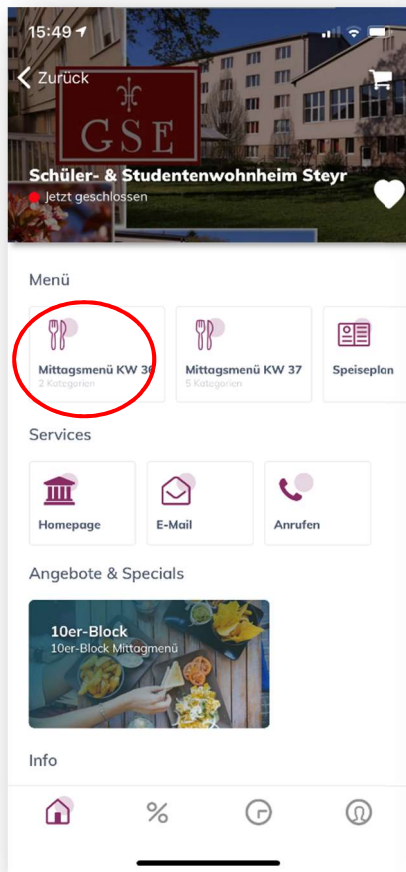 15:49
Zurück
GSE
Schüler- & Studentenwohnheim Steyr
Jetzt geschlossen
Menü
Mittagsmenü KW 36
2 Kategorien
Mittagsmenü KW 37
5 Kategorien
Speiseplan
Services
Homepage
E-Mail
Anrufen
Angebote & Specials
10er-Block
10er-Block Mittagmenü
Info